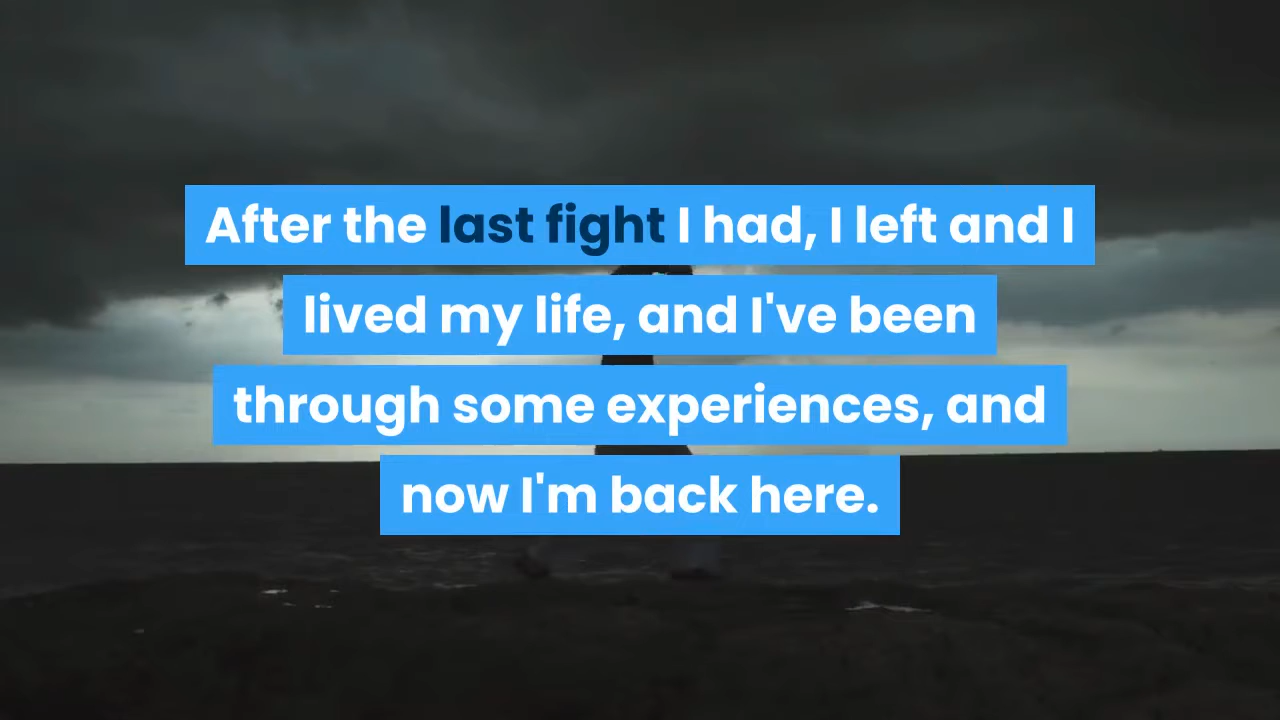 After the last fight I had, I left and I
lived my life, and I've been
through some experiences, and
now I'm back here.